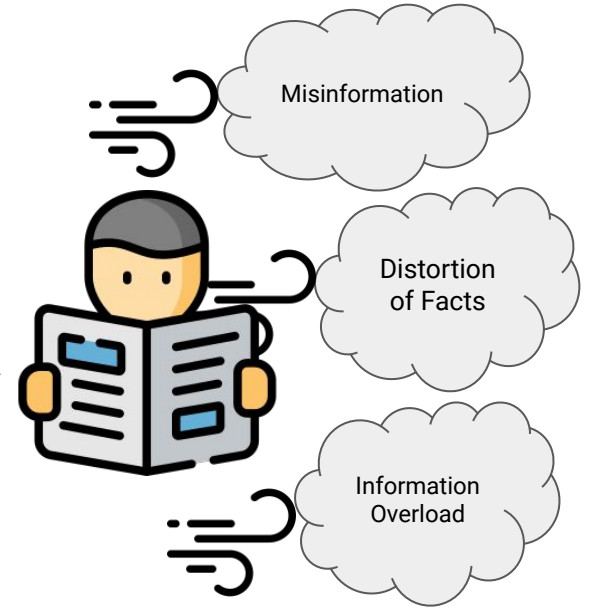 Misinformation
Distortion
of Facts
Information
Overload